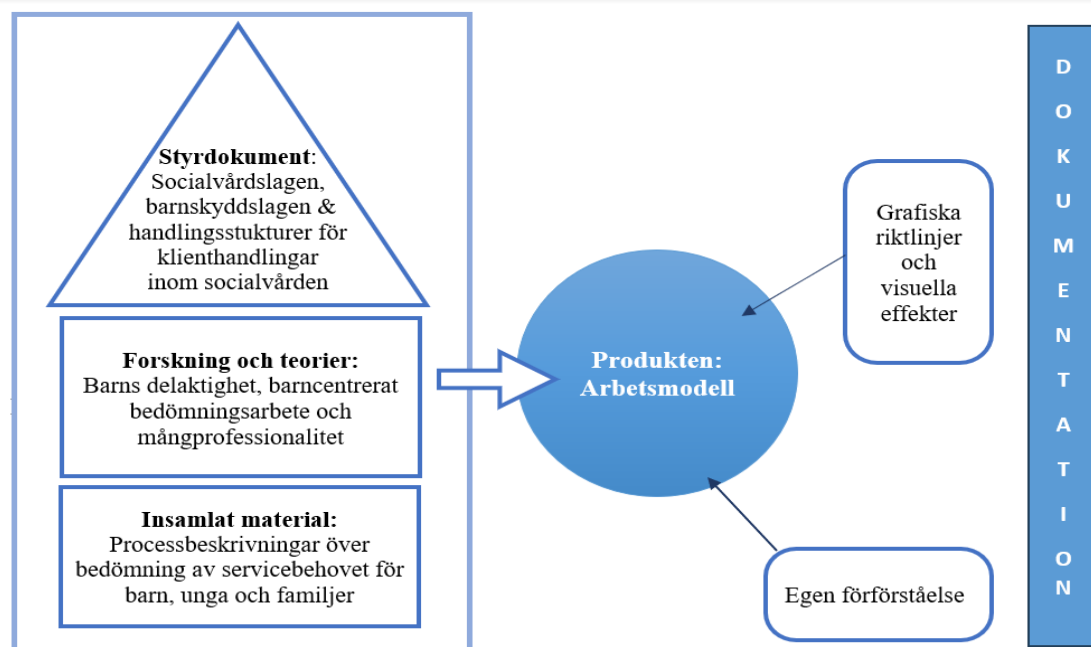 Styrdokument:
Socialvårdslagen,
barnskyddslagen &
handlingsstukturer för
klienthandlingar
inom socialvården
Forskning och teorier:
Barns delaktighet, barncentrerat
bedömningsarbete och
mångprofessionalitet
Insamlat material:
Processbeskrivningar över
bedömning av servicebehovet för
barn, unga och familjer
Produkten:
Arbetsmodell
Grafiska
riktlinjer
och
visuella
effekter
Egen förförståelse
D
O
K
U
M
E
N
T
A
T
I
O
N